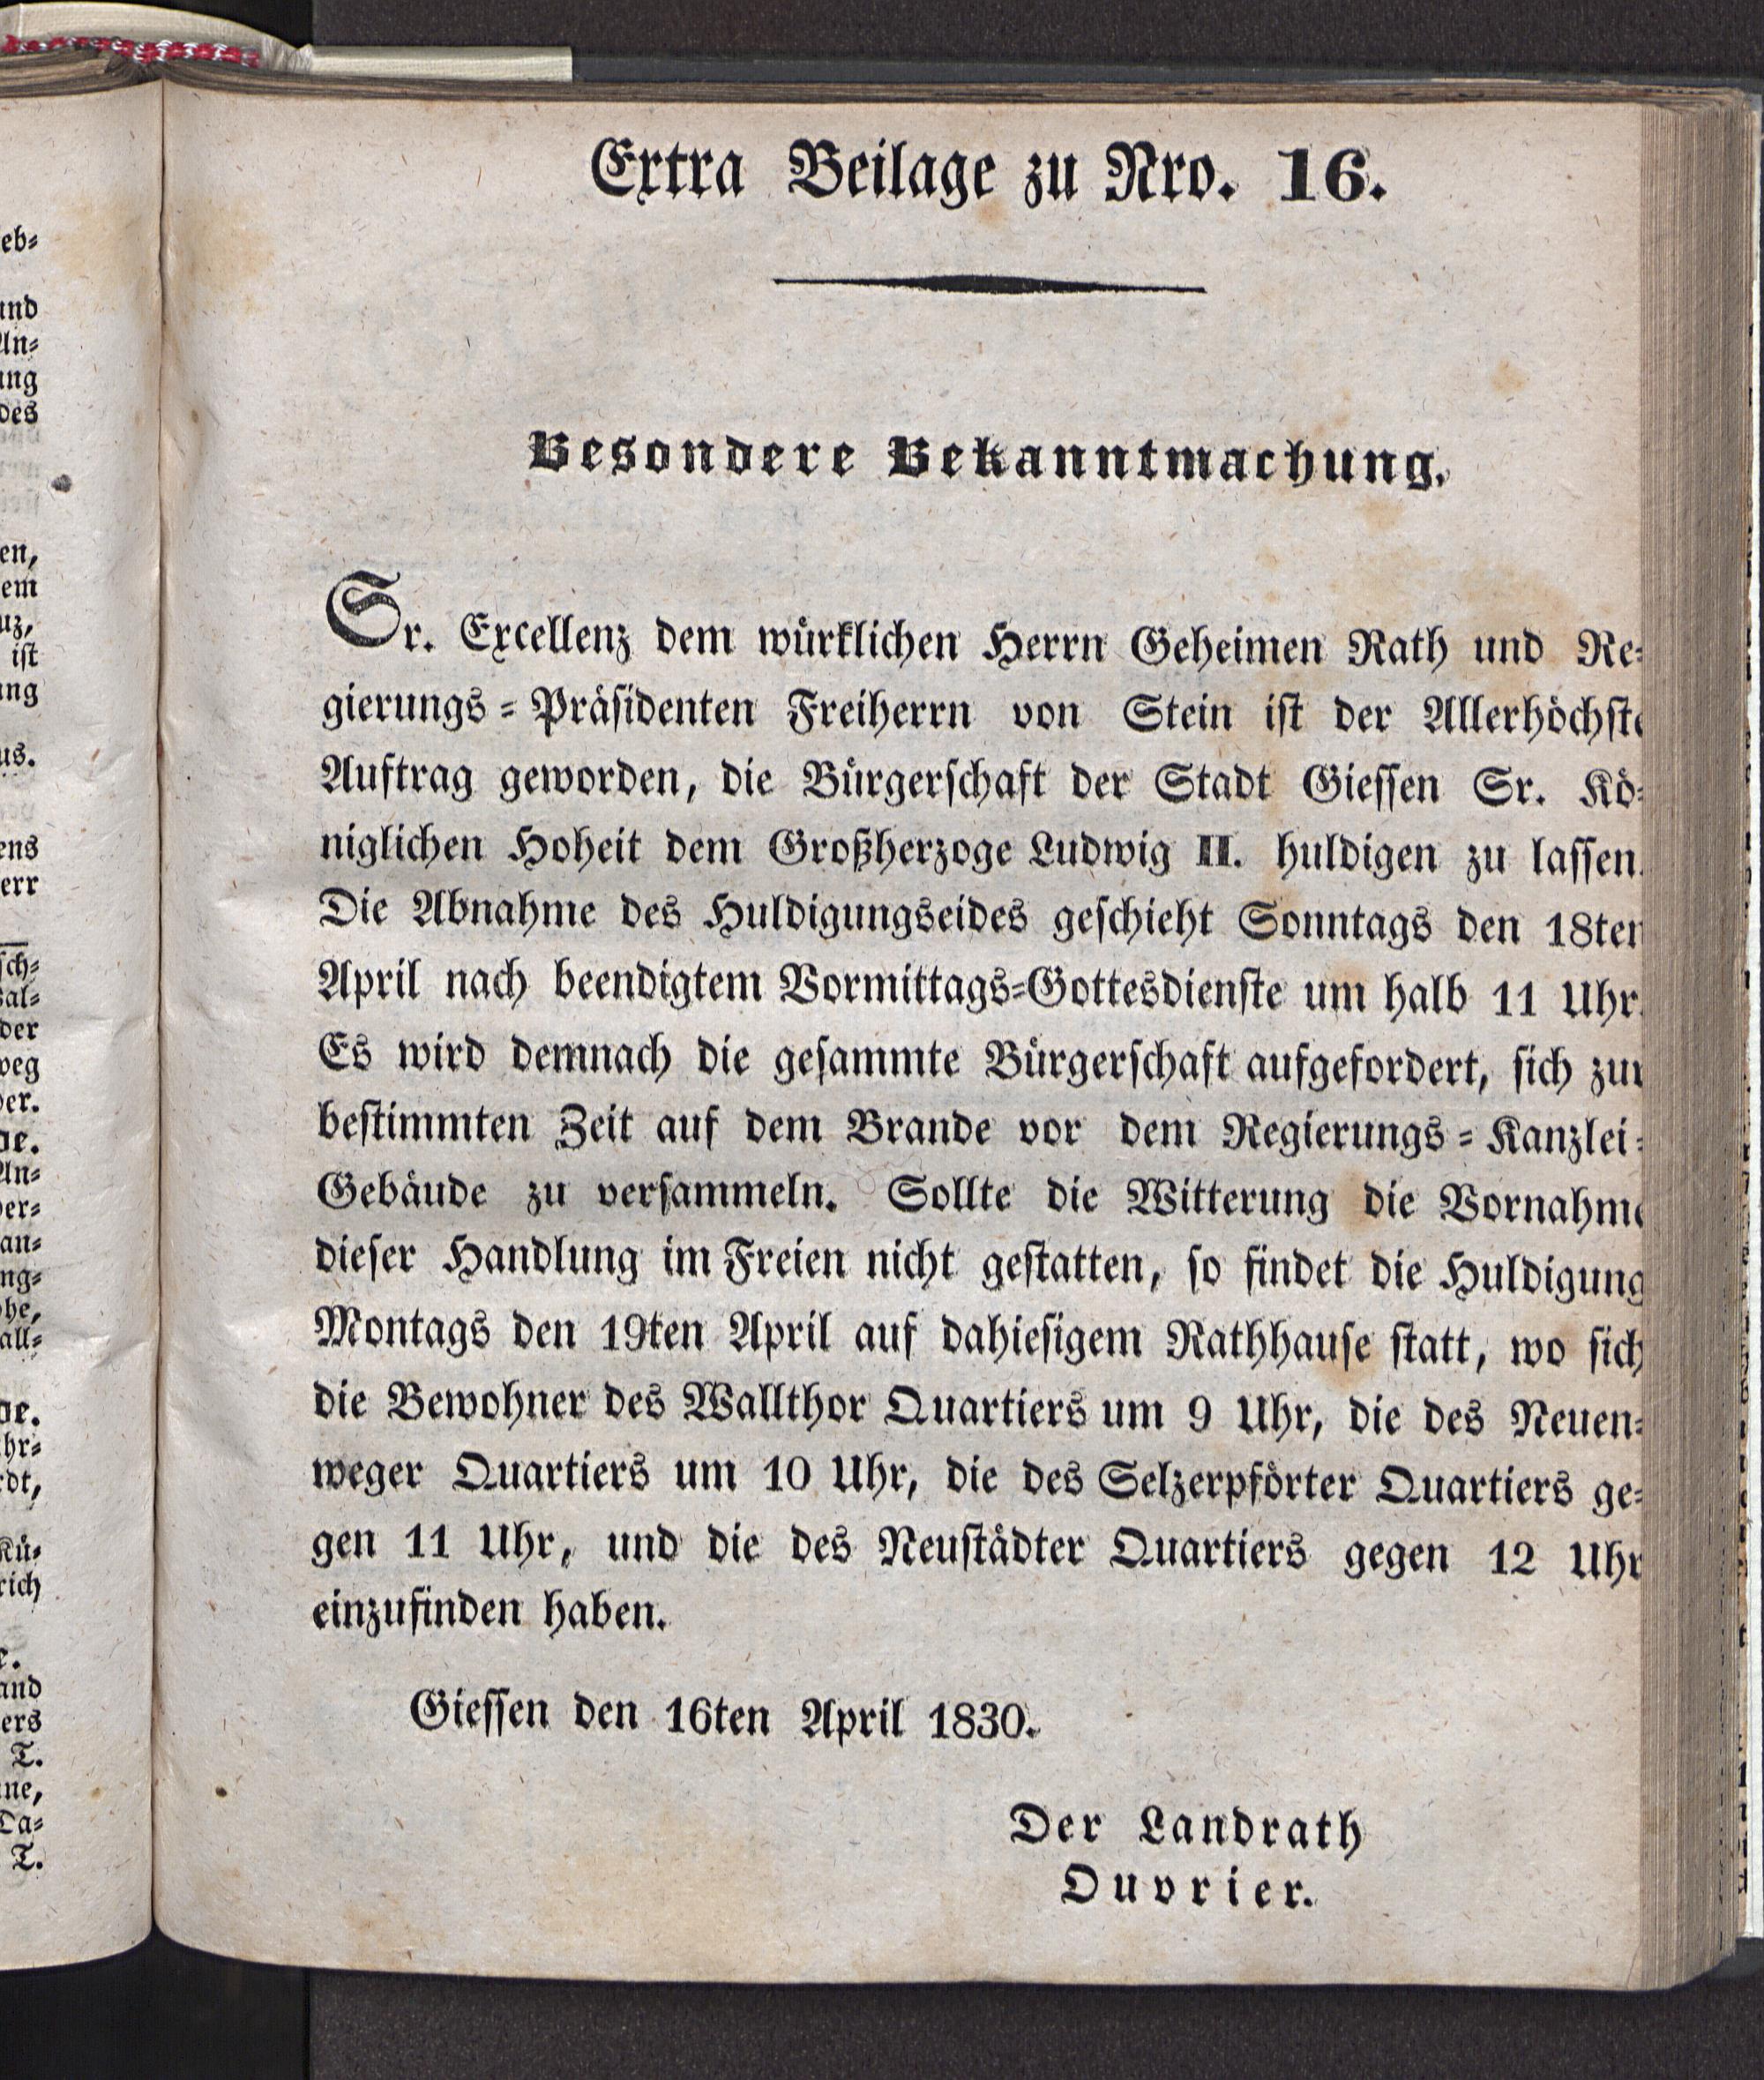 Extra Beilage zu Nro. 16.
Besondere Bekanntmachung.
Sr. Excellenz dem würklichen Herrn Geheimen Rath und Re-
gierungs-Präsidenten Freiherrn von Stein ist der Allerhöchste
Auftrag geworden, die Bürgerschaft der Stadt Giessen Sr. Kö-
niglichen Hoheit dem Großherzoge Ludwig II. huldigen zu lassen.
Die Abnahme des Huldigungseides geschieht Sonntags den 18ten
April nach beendigtem Vormittags-Gottesdienste um halb 11 Uhr.
Es wird demnach die gesammte Bürgerschaft aufgefordert, sich zur
bestimmten Zeit auf dem Brande vor dem Regierungs-Kanzlei-
Gebäude zu versammeln. Sollte die Witterung die Vornahme
dieser Handlung im Freien nicht gestatten, so findet die Huldigung
Montags den 19ten April auf dahiesigem Rathhause statt, wo sich
die Bewohner des Wallthor Quartiers um 9 Uhr, die des Neuen-
weger Quartiers um 10 Uhr, die des Selzerpförter Quartiers ge-
gen 11 Uhr, und die des Neustädter Quartiers gegen 12 Uhr
einzufinden haben.
Giessen den 16ten April 1830.
Der Landrath
Ouvrier.